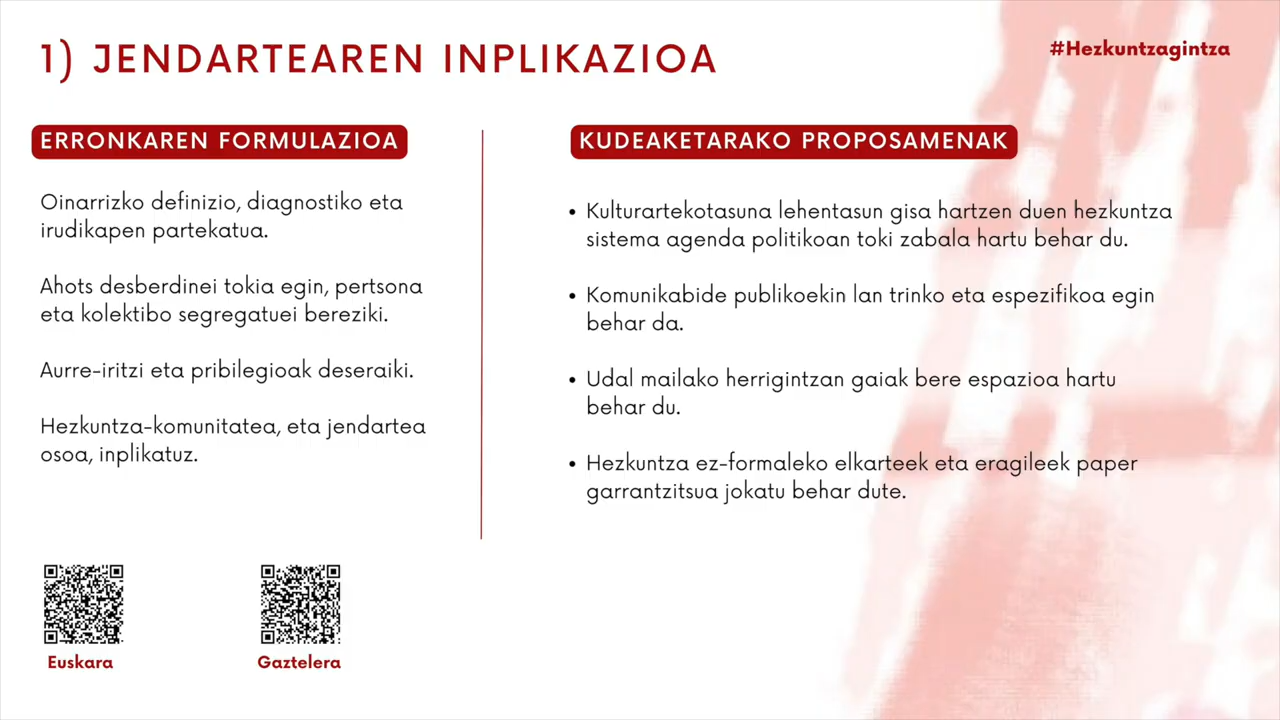 1) JENDARTEAREN INPLIKAZIOA
#Hezkuntzagintza
ERRONKAREN FORMULAZIOA
Oinarrizko definizio, diagnostiko eta
irudikapen partekatua.
Ahots desberdinei tokia egin, pertsona
eta kolektibo segregatuei bereziki.
Aurre-iritzi eta pribilegioak deseraiki.
Hezkuntza-komunitatea, eta jendartea
osoa, inplikatuz.
KUDEAKETARAKO PROPOSAMENAK
• Kulturartekotasuna lehentasun gisa hartzen duen hezkuntza
sistema agenda politikoan toki zabala hartu behar du.
• Komunikabide publikoekin lan trinko eta espezifikoa egin
behar da.
• Udal mailako herrigintzan gaiak bere espazioa hartu
behar du.
• Hezkuntza ez-formaleko elkarteek eta eragileek paper
garrantzitsua jokatu behar dute.
Euskara
Gaztelera